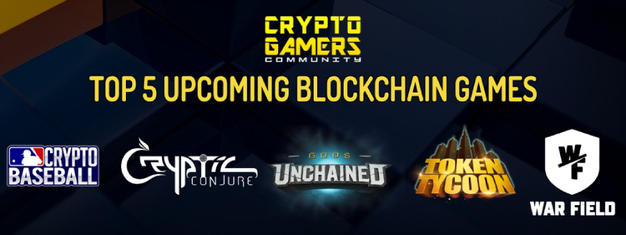 CRYPTO
GAMERS
COMMUNITY
TOP 5 UPCOMING BLOCKCHAIN GAMES
CRYPTO
BASEBALL
CRYPTIC
CONJURE
GODS
UNCHAINED
TOKEN
TYCOON
WF
WAR FIELD